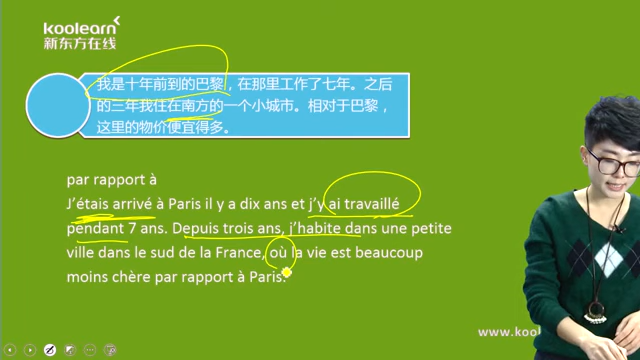 koolearn
新东方在线
我是十年前到的巴黎，在那里工作了七年。之后
的三年我住在南方的一个小城市。相对于巴黎，
这里的物价便宜得多。
par rapport à
J’étais arrivé à Paris il y a dix ans et j’y ai travaillé
pendant 7 ans. Depuis trois ans, j’habite dans une petite
ville dans le sud de la France, où la vie est beaucoup
moins chère par rapport à Paris.
www.kool